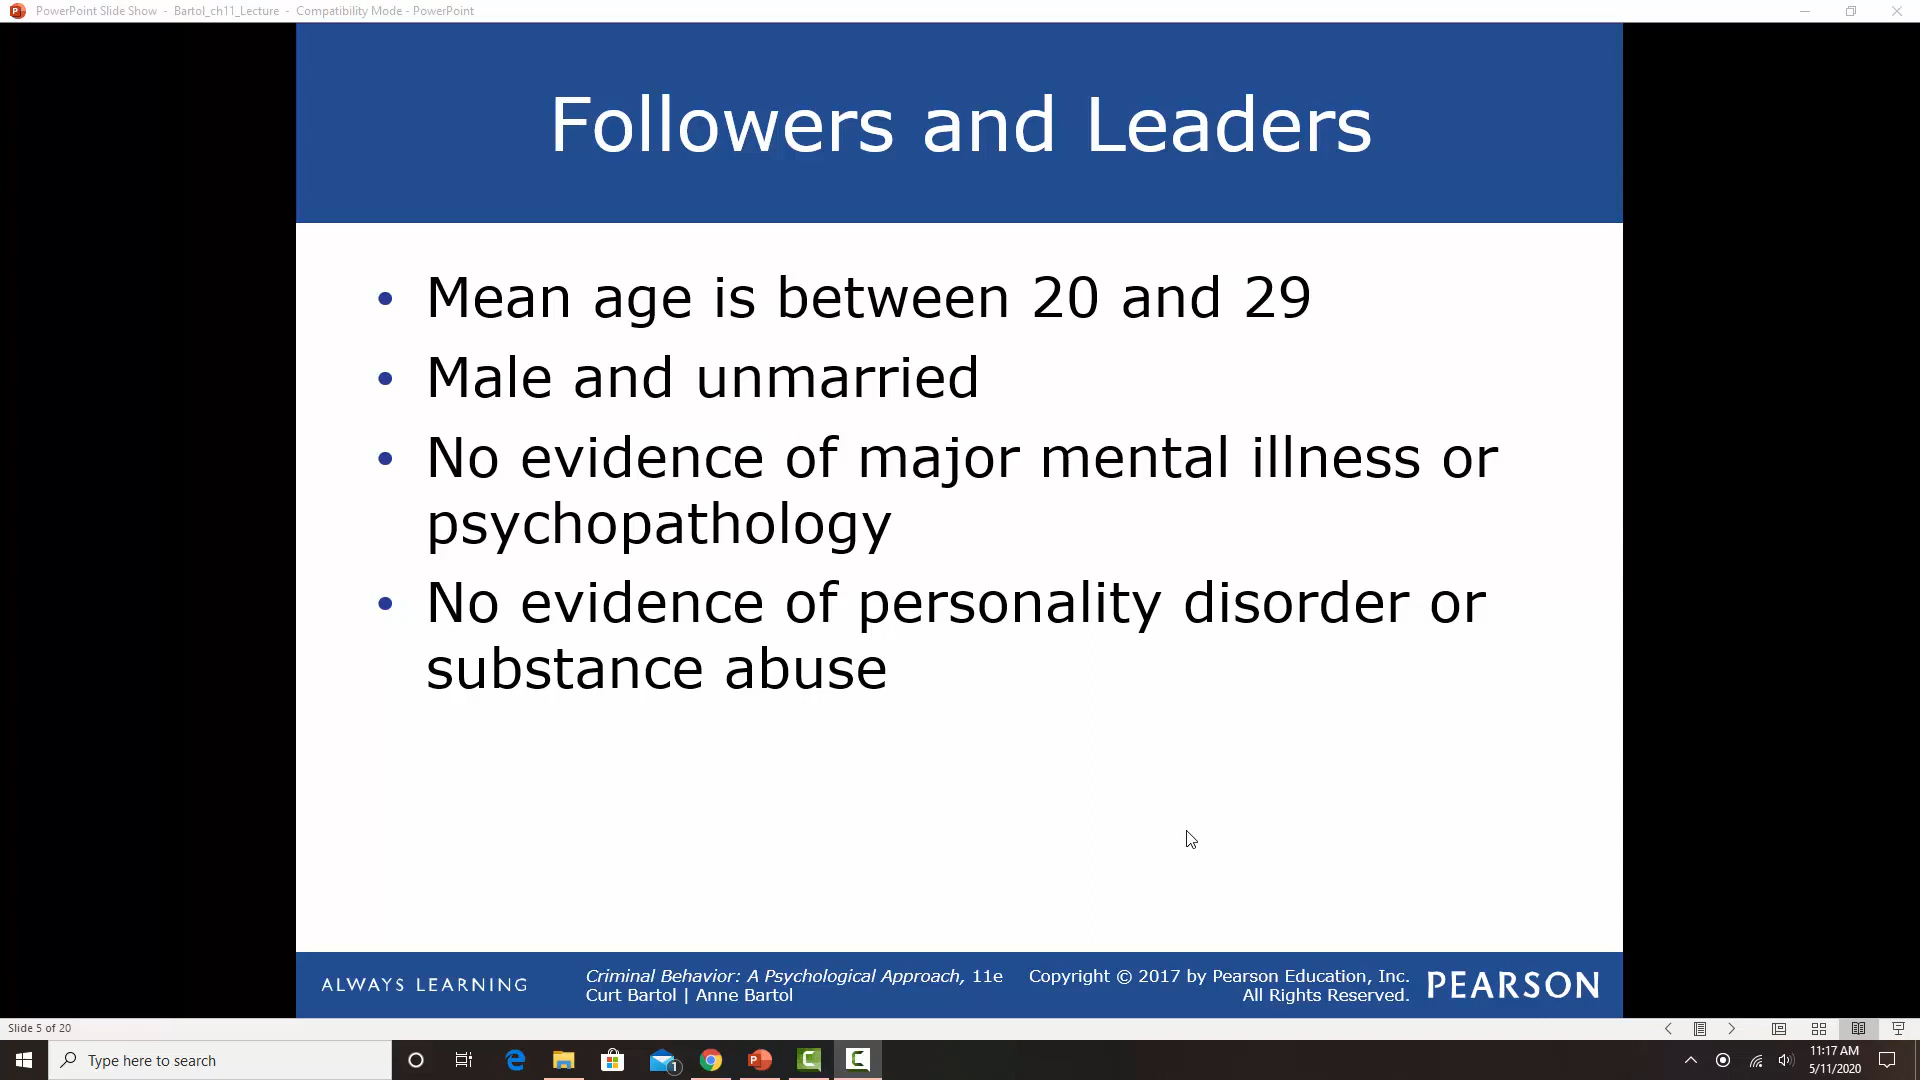 PowerPoint Slide Show - Bartol_ch11_Lecture - Compatibility Mode - PowerPoint
Followers and Leaders
• Mean age is between 20 and 29
• Male and unmarried
• No evidence of major mental illness or
psychopathology
• No evidence of personality disorder or
substance abuse
ALWAYS LEARNING
Criminal Behavior: A Psychological Approach, 11e
Curt Bartol | Anne Bartol
Copyright © 2017 by Pearson Education, Inc.
All Rights Reserved.
PEARSON
Slide 5 of 20
Type here to search
1
11:17 AM
5/11/2020